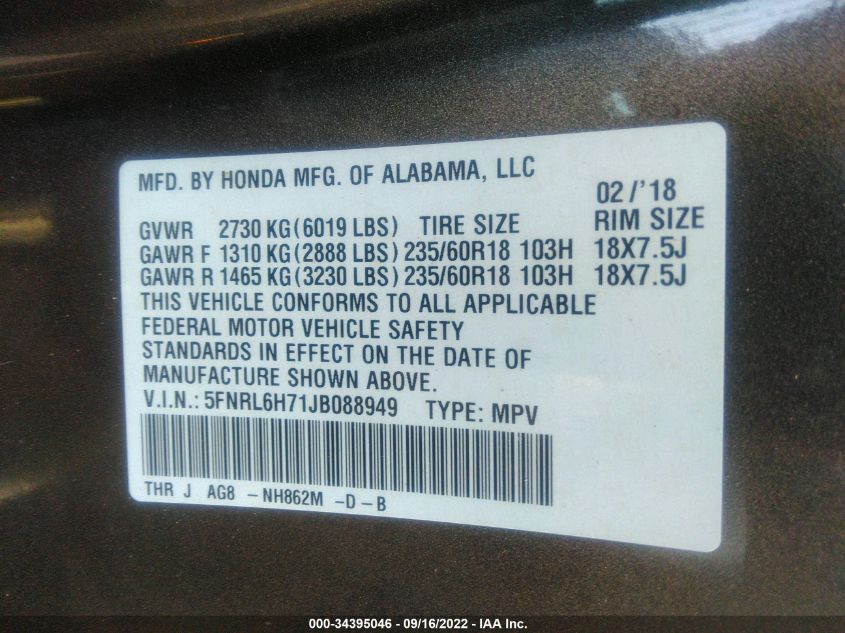 MFD. BY HONDA MFG. OF ALABAMA, LLC
02/'18
GVWR 2730 KG(6019 LBS) TIRE SIZE RIM SIZE
GAWR F 1310 KG(2888 LBS) 235/60R18 103H 18X7.5J
GAWR R 1465 KG(3230 LBS) 235/60R18 103H 18X7.5J
THIS VEHICLE CONFORMS TO ALL APPLICABLE
FEDERAL MOTOR VEHICLE SAFETY
STANDARDS IN EFFECT ON THE DATE OF
MANUFACTURE SHOWN ABOVE.
V.I.N.: 5FNRL6H71JB088949 TYPE: MPV
THR J AG8 -NH862M -D-B
000-34395046 - 09/16/2022 - IAA Inc.